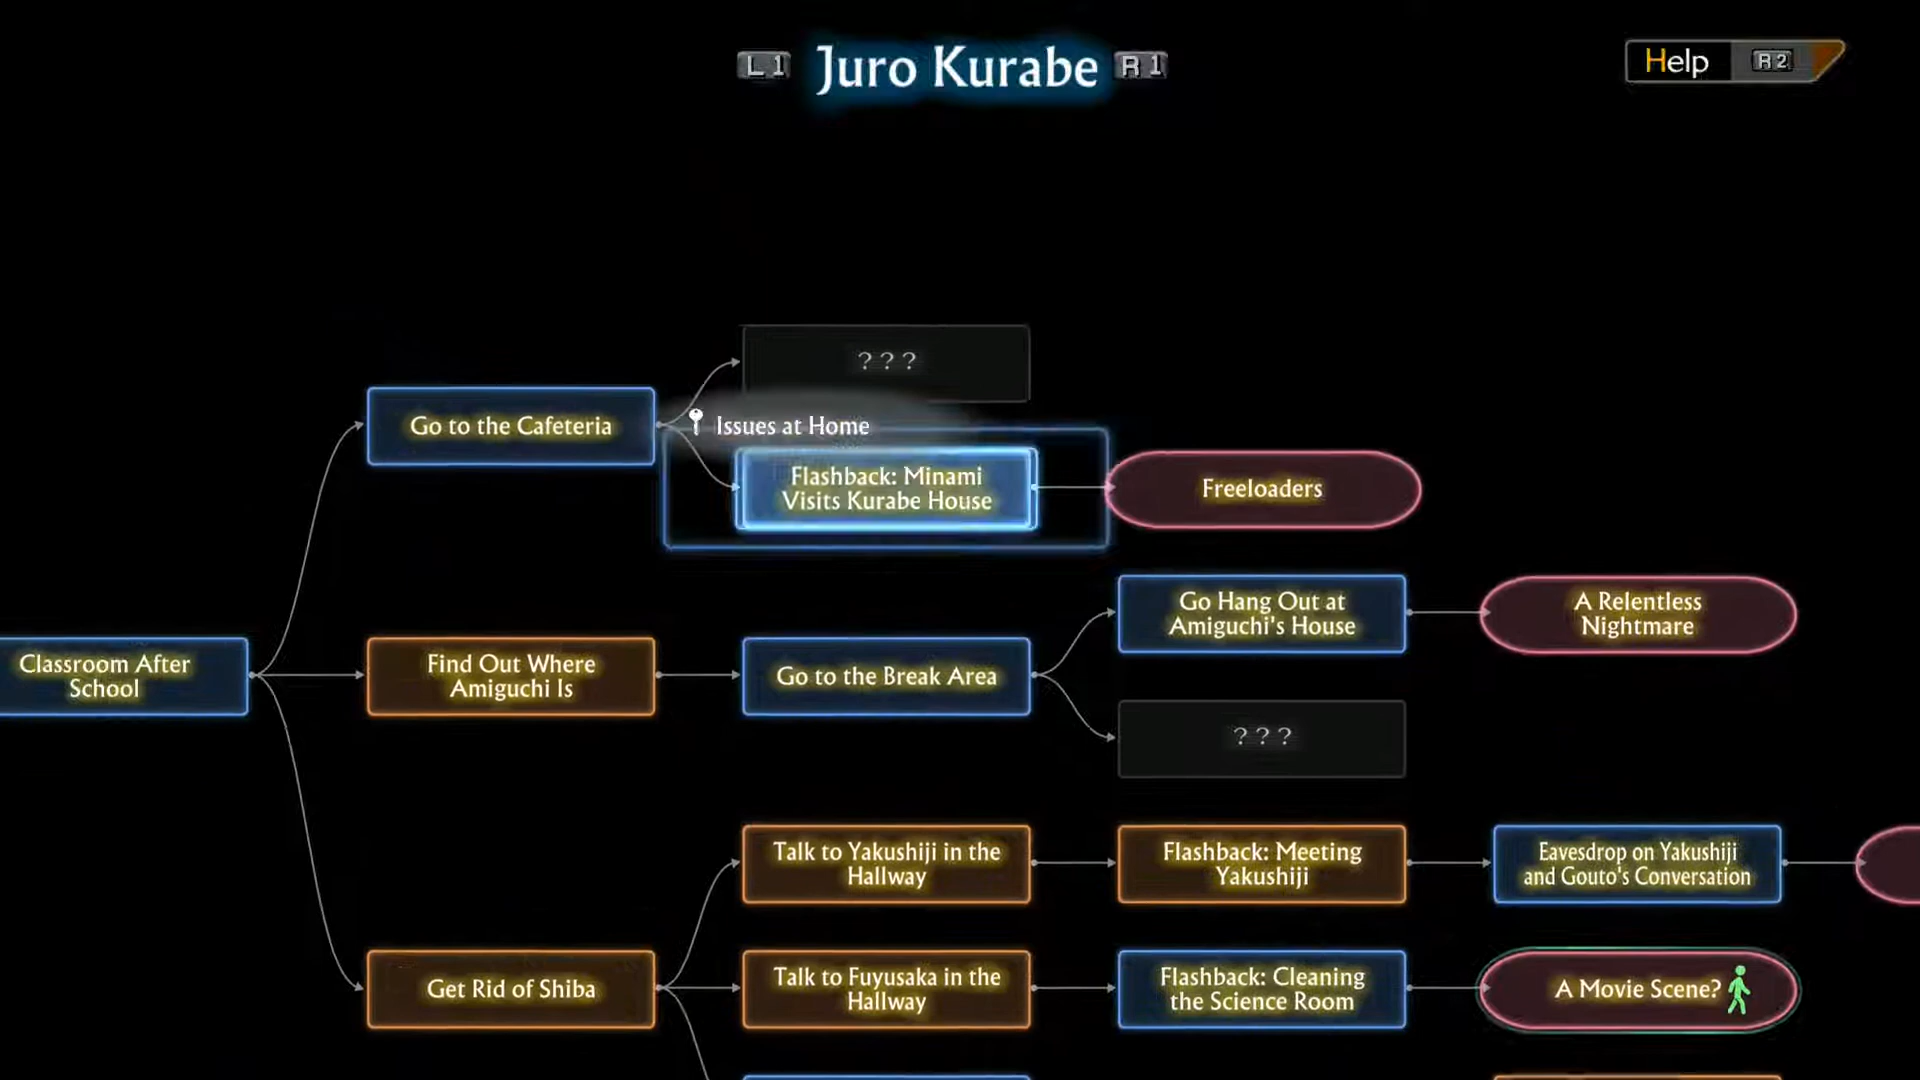 L1 Juro Kurabe R1
Help R2
???
Go to the Cafeteria
Issues at Home
Flashback: Minami
Visits Kurabe House
Freeloaders
Go Hang Out at
Amiguchi's House
A Relentless
Nightmare
Classroom After
School
Find Out Where
Amiguchi Is
Go to the Break Area
???
Talk to Yakushiji in the
Hallway
Flashback: Meeting
Yakushiji
Eavesdrop on Yakushiji
and Gouto's Conversation
Get Rid of Shiba
Talk to Fuyusaka in the
Hallway
Flashback: Cleaning
the Science Room
A Movie Scene?